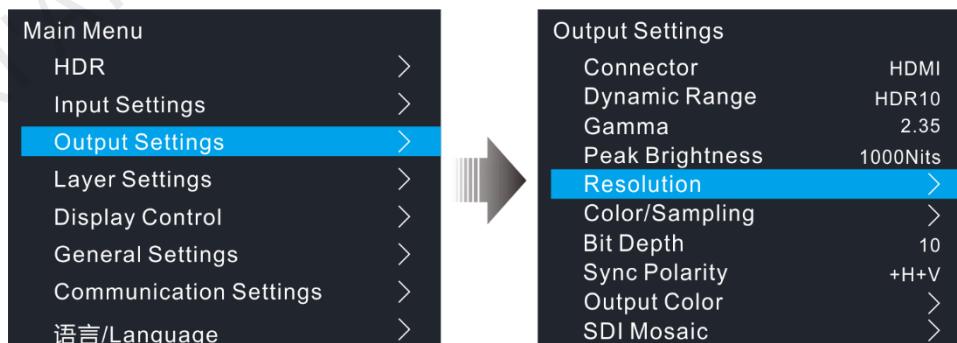 Main Menu
HDR
Input Settings
Output Settings
Layer Settings
Display Control
General Settings
Communication Settings
语言/Language
Output Settings
Connector HDMI
Dynamic Range HDR10
Gamma 2.35
Peak Brightness 1000Nits
Resolution
Color/Sampling
Bit Depth 10
Sync Polarity +H+V
Output Color
SDI Mosaic